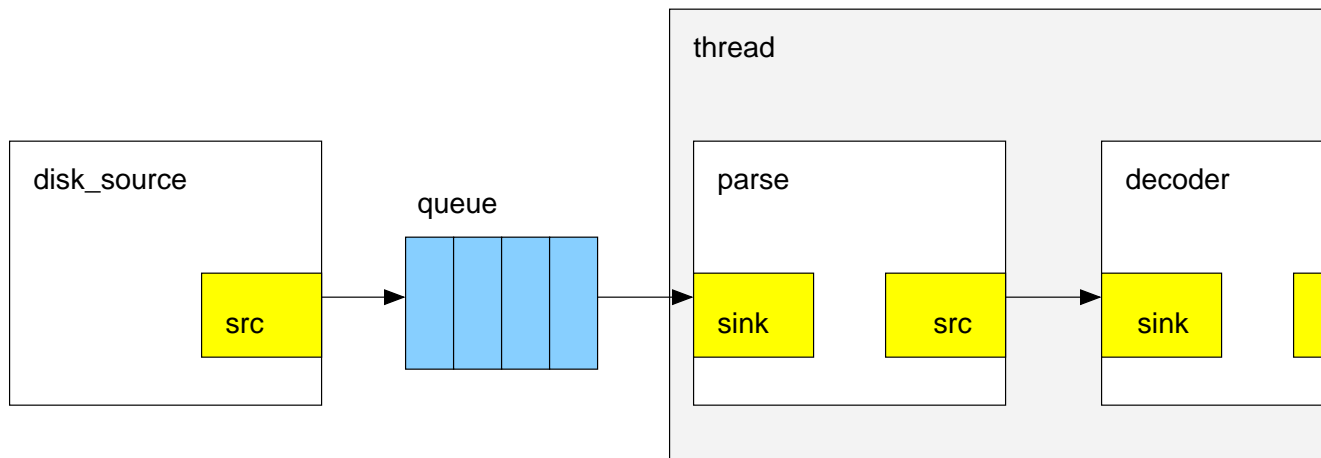 thread
disk_source
queue
parse
decoder
src
sink
src
sink